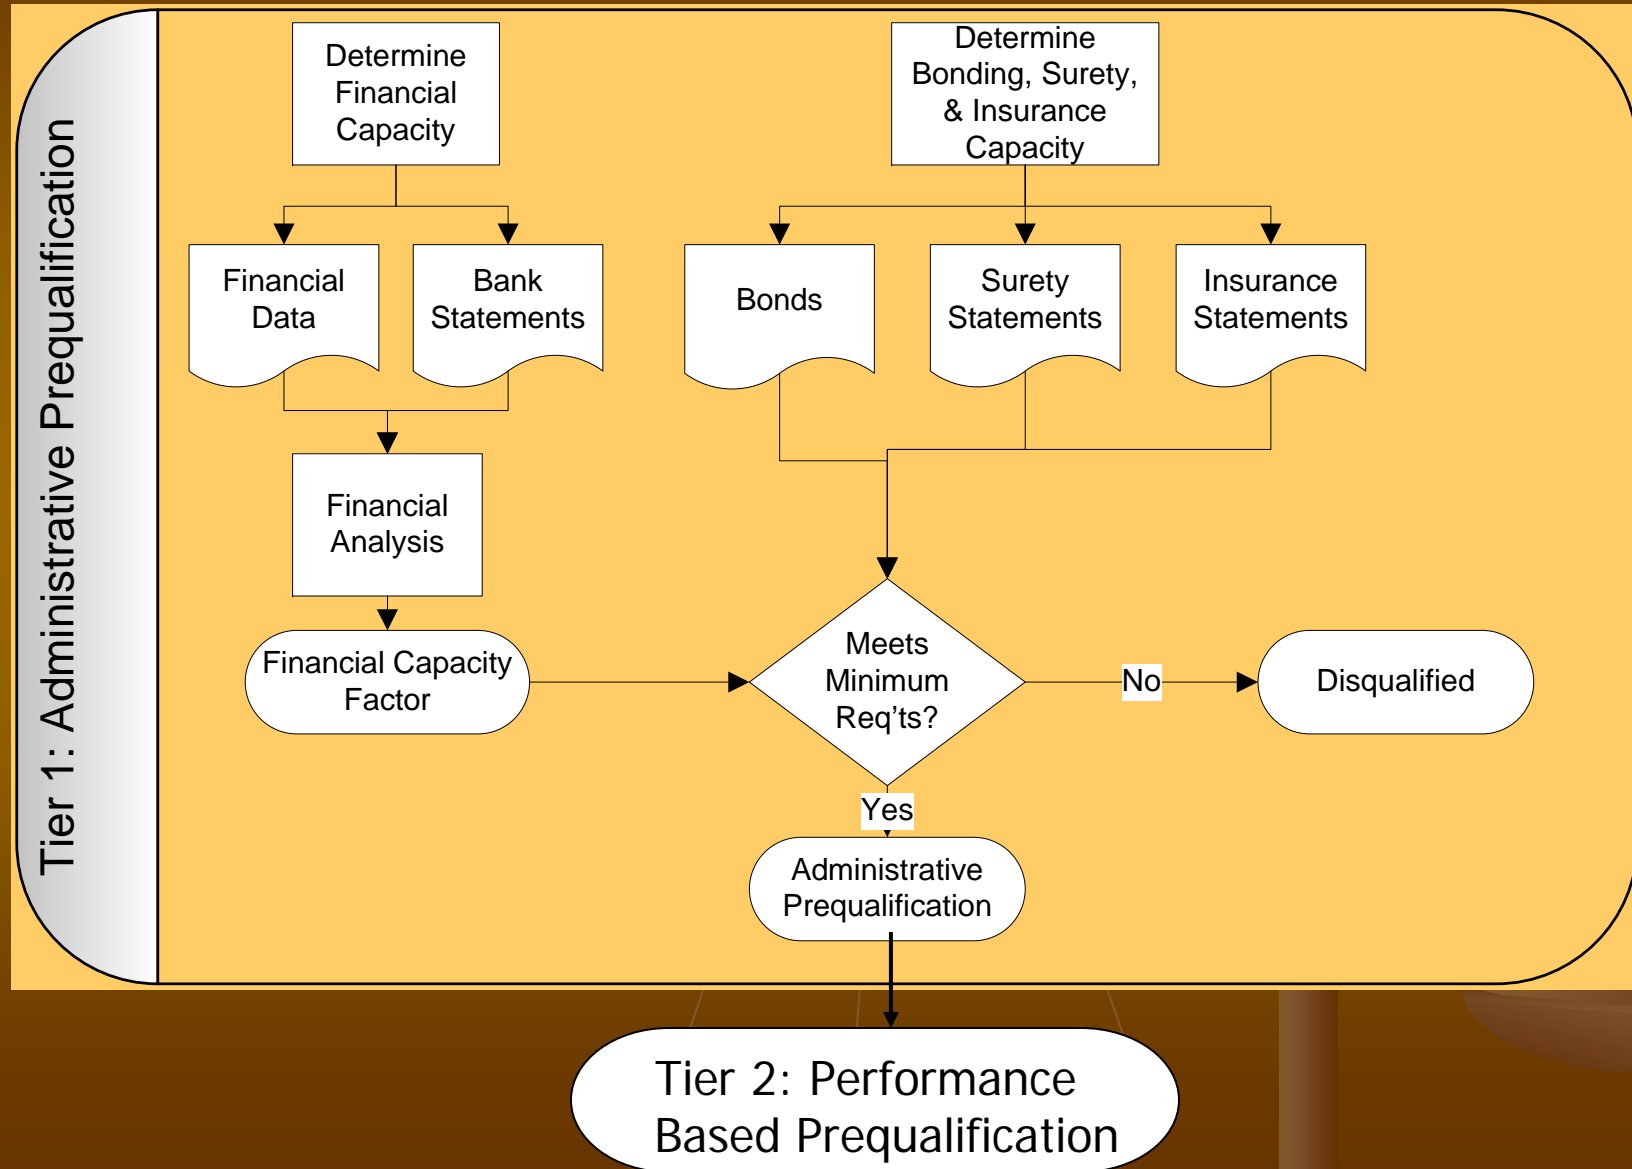 Tier 1: Administrative Prequalification
Determine
Financial
Capacity
Determine
Bonding, Surety,
& Insurance
Capacity
Financial
Data
Bank
Statements
Bonds
Surety
Statements
Insurance
Statements
Financial
Analysis
Financial Capacity
Factor
Meets
Minimum
Req'ts?
No
Disqualified
Yes
Administrative
Prequalification
Tier 2: Performance
Based Prequalification